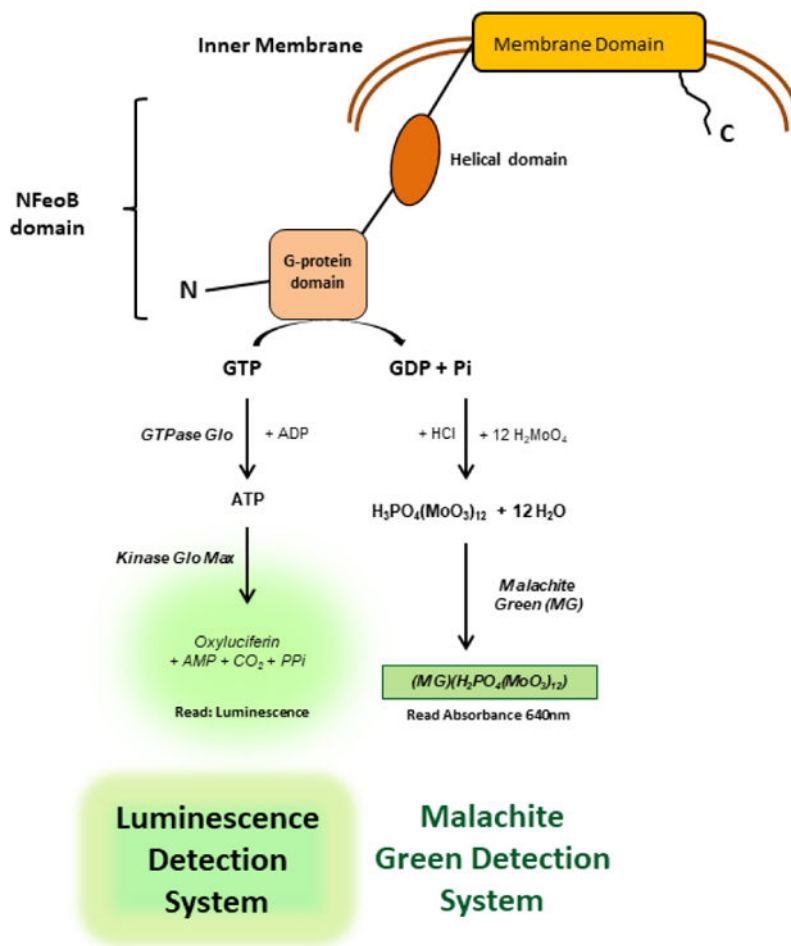 Inner Membrane
Membrane Domain
C
Helical domain
NFeoB
domain
G-protein
domain
N
GTP
GDP + Pi
GTPase Glo
+ ADP
+ HCl
+ 12 H₂MoO₄
ATP
H₃PO₄(MoO₃)₁₂ + 12H₂O
Kinase Glo Max
Malachite
Green (MG)
Oxyluciferin
+ AMP + CO₂ + PPi
(MG)(H₂PO₄(MoO₃)₁₂)
Read: Luminescence
Read Absorbance 640nm
Luminescence
Detection
System
Malachite
Green Detection
System